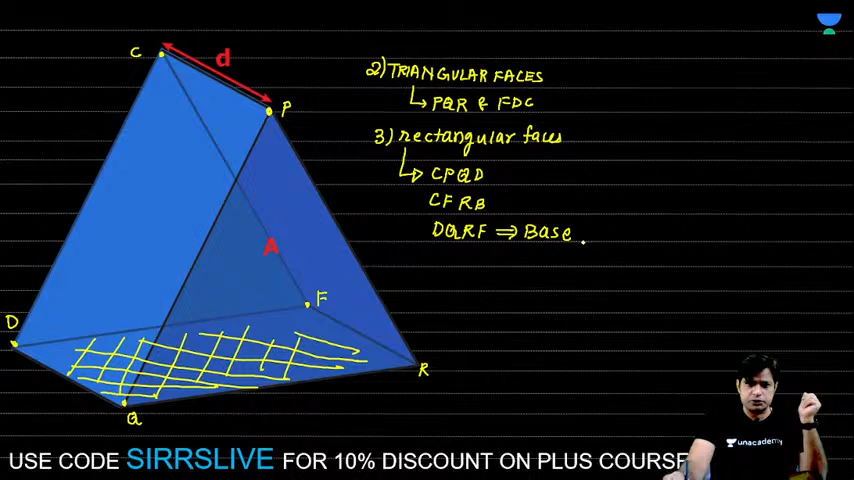 C
d
P
A
F
D
R
Q
2) TRIANGULAR FACES
↳ PQR & FDC
3) rectangular faces
↳ CPQD
CFRB
DQRF ⇒ Base
unacademy
USE CODE SIRRSLIVE FOR 10% DISCOUNT ON PLUS COURSE